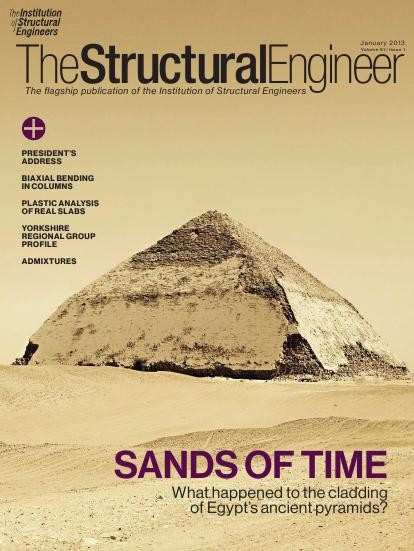 The Institution
of Structural
Engineers
TheStructuralEngineer
January 2013
Volume 91 | Issue 1
The flagship publication of the Institution of Structural Engineers
PRESIDENT'S
ADDRESS
BIAXIAL BENDING
IN COLUMNS
PLASTIC ANALYSIS
OF REAL SLABS
YORKSHIRE
REGIONAL GROUP
PROFILE
ADMIXTURES
SANDS OF TIME
What happened to the cladding
of Egypt's ancient pyramids?